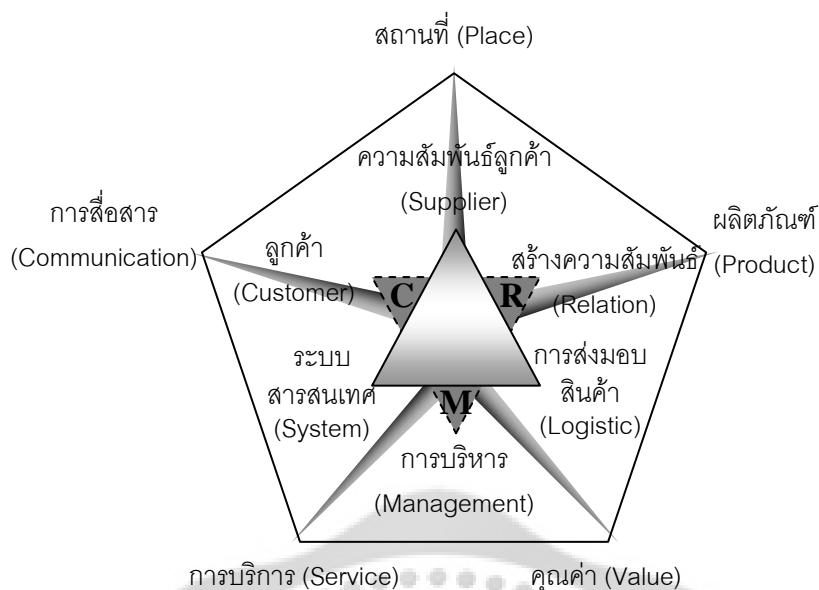 สถานที่ (Place)
ความสัมพันธ์ลูกค้า
(Supplier)
การสื่อสาร
(Communication)
ผลิตภัณฑ์
(Product)
ลูกค้า
(Customer)
สร้างความสัมพันธ์
(Relation)
C
R
ระบบ
สารสนเทศ
(System)
การส่งมอบ
สินค้า
(Logistic)
M
การบริหาร
(Management)
การบริการ (Service)
คุณค่า (Value)